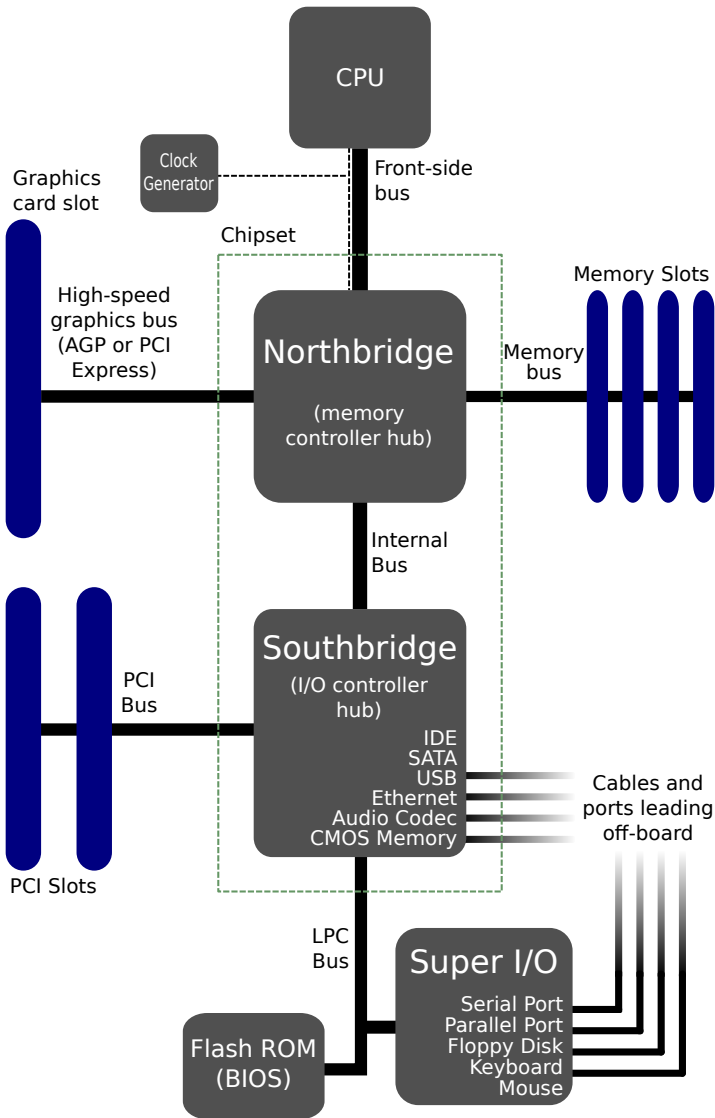 CPU
Clock
Generator
Front-side
bus
Graphics
card slot
Chipset
High-speed
graphics bus
(AGP or PCI
Express)
Northbridge
(memory
controller hub)
Memory Slots
Memory
bus
Internal
Bus
Southbridge
(I/O controller
hub)
PCI
Bus
IDE
SATA
USB
Ethernet
Audio Codec
CMOS Memory
Cables and
ports leading
off-board
PCI Slots
LPC
Bus
Super I/O
Serial Port
Parallel Port
Floppy Disk
Keyboard
Mouse
Flash ROM
(BIOS)